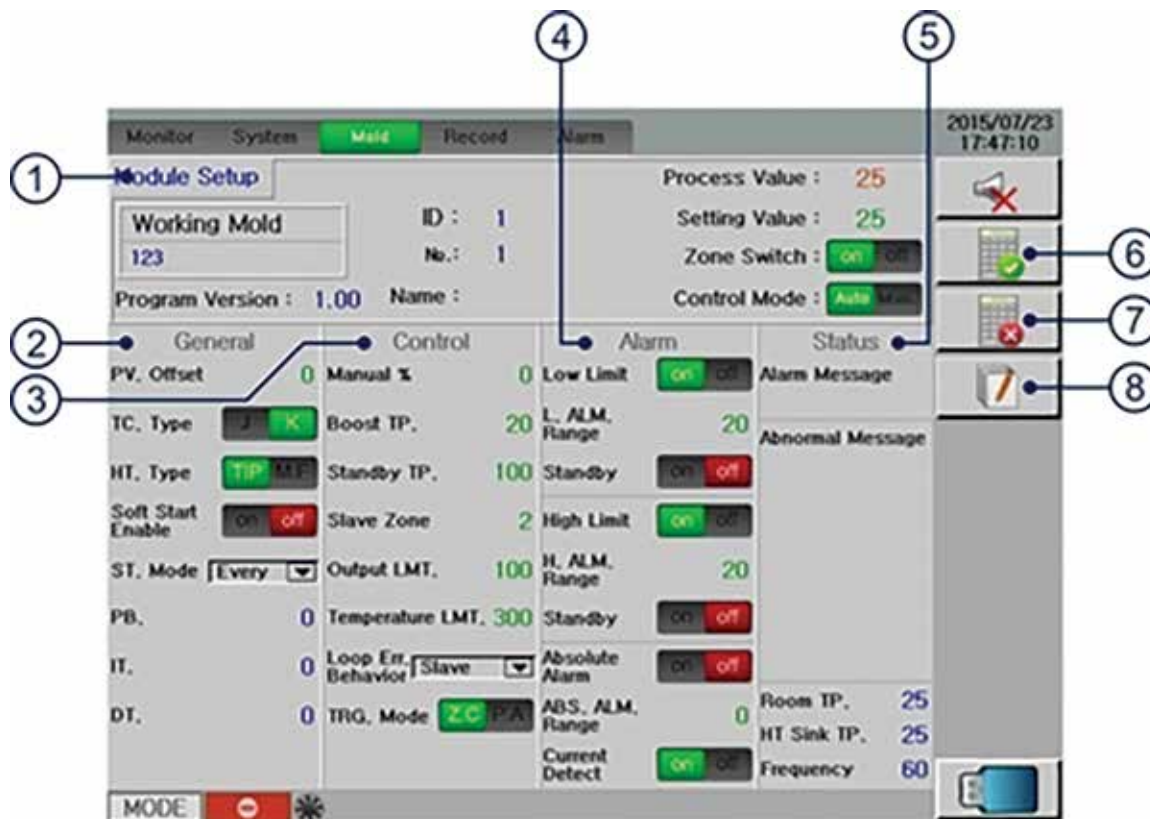 4 5
Monitor System Mold Record Alarm 2015/07/23
17:47:10
1 Module Setup Process Value : 25
Working Mold ID : 1 Setting Value : 25
123 No.: 1 Zone Switch : on off 6
Program Version : 1.00 Name : Control Mode : Auto
7
2 General Control Alarm Status
3
8
PV. Offset 0 Manual % 0 Low Limit on off Alarm Message
TC. Type J K Boost TP. 20 L. ALM. Range 20 Abnormal Message
HT. Type TIP M.F Standby TP. 100 Standby on off
Soft Start Enable on off Slave Zone 2 High Limit on off
ST. Mode Every Output LMT. 100 H. ALM. Range 20
PB. 0 Temperature LMT. 300 Standby on off
IT. 0 Loop Err. Behavior Slave Absolute Alarm on off
DT. 0 TRG. Mode Z.C P.A ABS. ALM. Range 0 Room TP. 25
HT Sink TP. 25
Current Detect on off Frequency 60
MODE